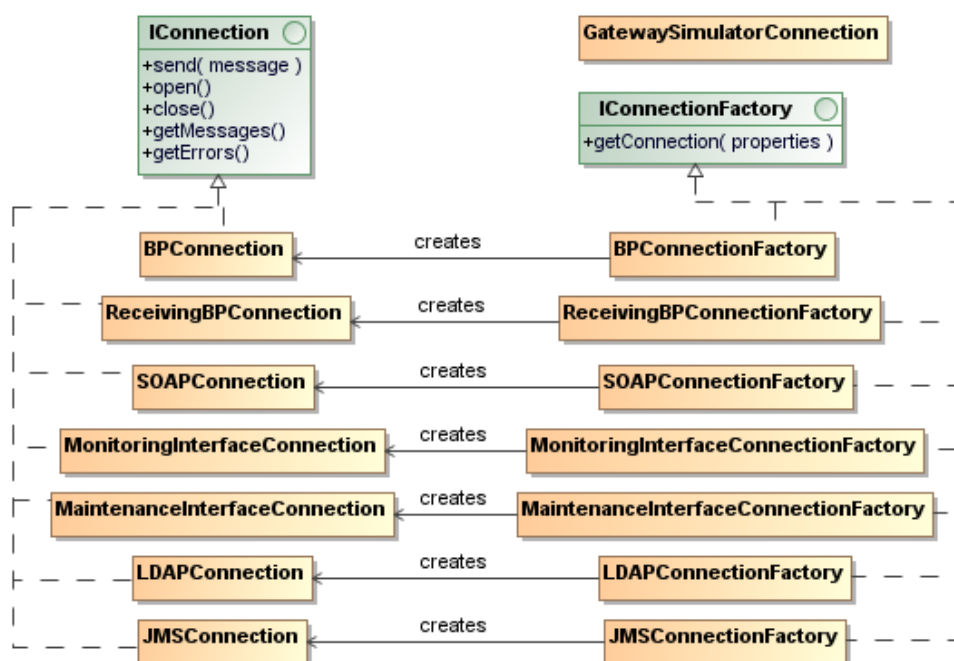 IConnection
+send( message )
+open()
+close()
+getMessages()
+getErrors()
GatewaySimulatorConnection
IConnectionFactory
+getConnection( properties )
BPConnection
creates
BPConnectionFactory
ReceivingBPConnection
creates
ReceivingBPConnectionFactory
SOAPConnection
creates
SOAPConnectionFactory
MonitoringInterfaceConnection
creates
MonitoringInterfaceConnectionFactory
MaintenanceInterfaceConnection
creates
MaintenanceInterfaceConnectionFactory
LDAPConnection
creates
LDAPConnectionFactory
JMSConnection
creates
JMSConnectionFactory